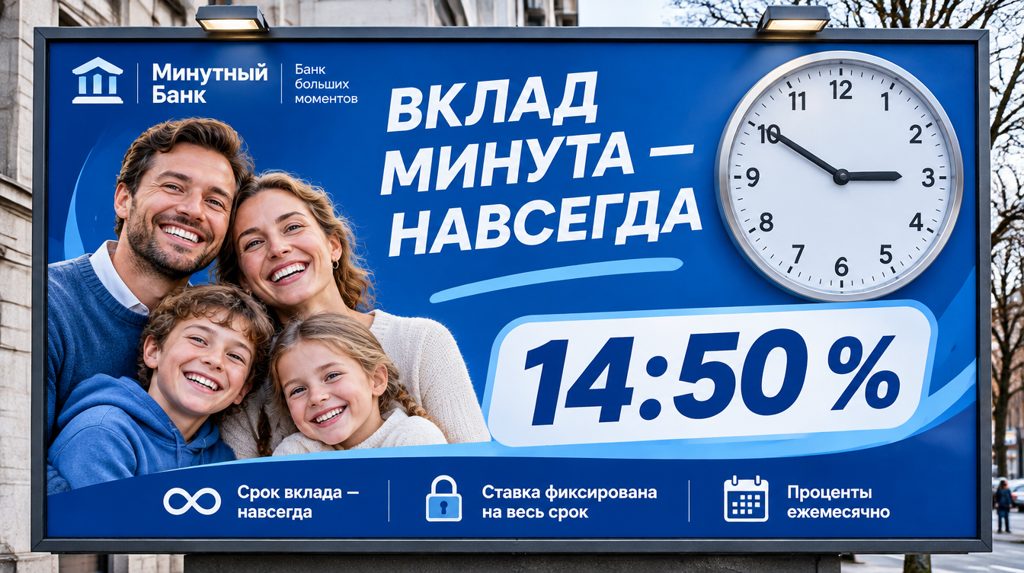 Минутный
Банк
Банк
больших
моментов
ВКЛАД
МИНУТА –
НАВСЕГДА
12
1
2
3
4
5
6
7
8
9
10
11
14:50 %
Срок вклада –
навсегда
Ставка фиксирована
на весь срок
Проценты
ежемесячно